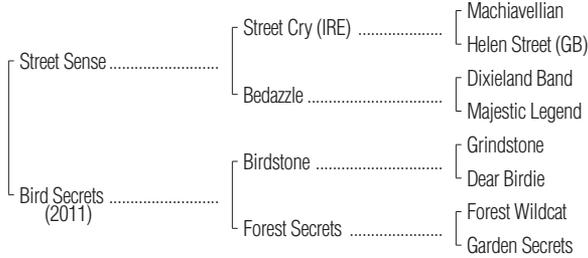 Machiavellian
Street Cry (IRE)
Helen Street (GB)
Street Sense
Dixieland Band
Bedazzle
Majestic Legend
Grindstone
Birdstone
Dear Birdie
Bird Secrets
(2011)
Forest Wildcat
Forest Secrets
Garden Secrets